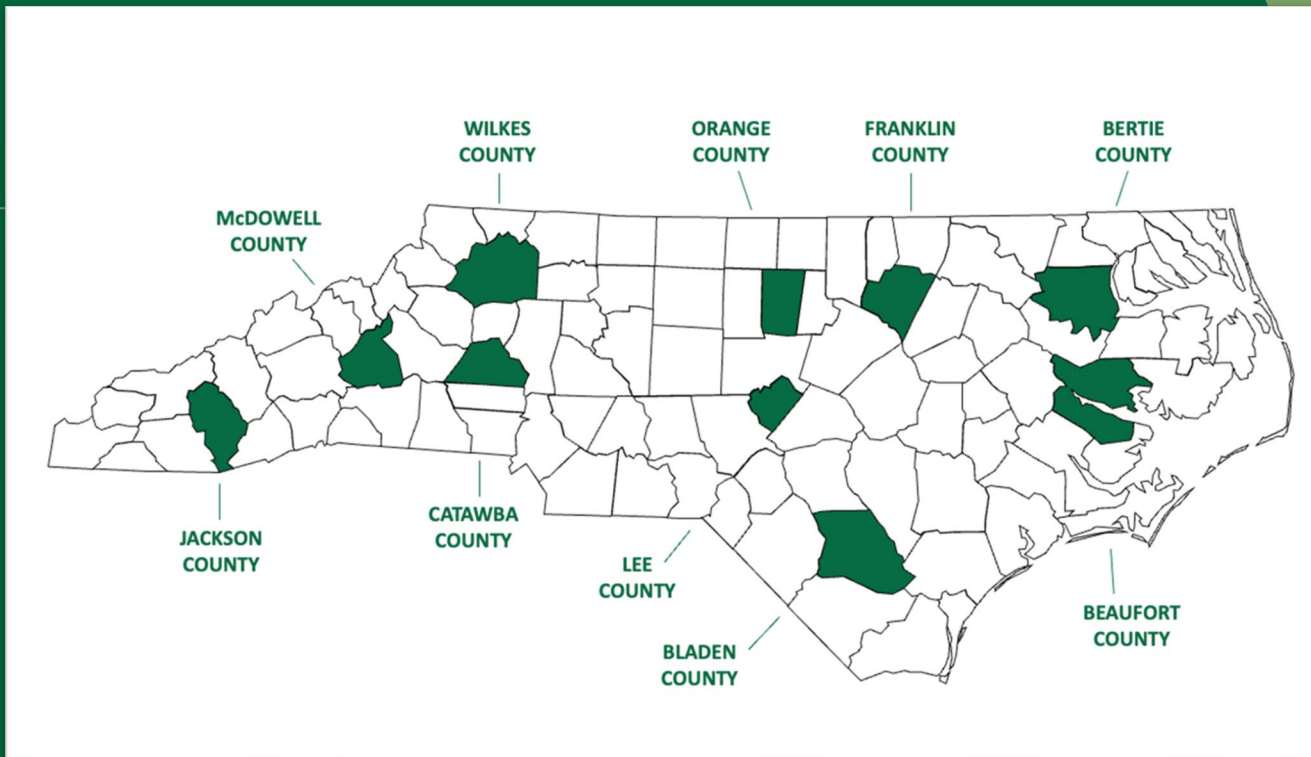 WILKES
COUNTY
ORANGE
COUNTY
FRANKLIN
COUNTY
BERTIE
COUNTY
McDOWELL
COUNTY
JACKSON
COUNTY
CATAWBA
COUNTY
LEE
COUNTY
BLADEN
COUNTY
BEAUFORT
COUNTY